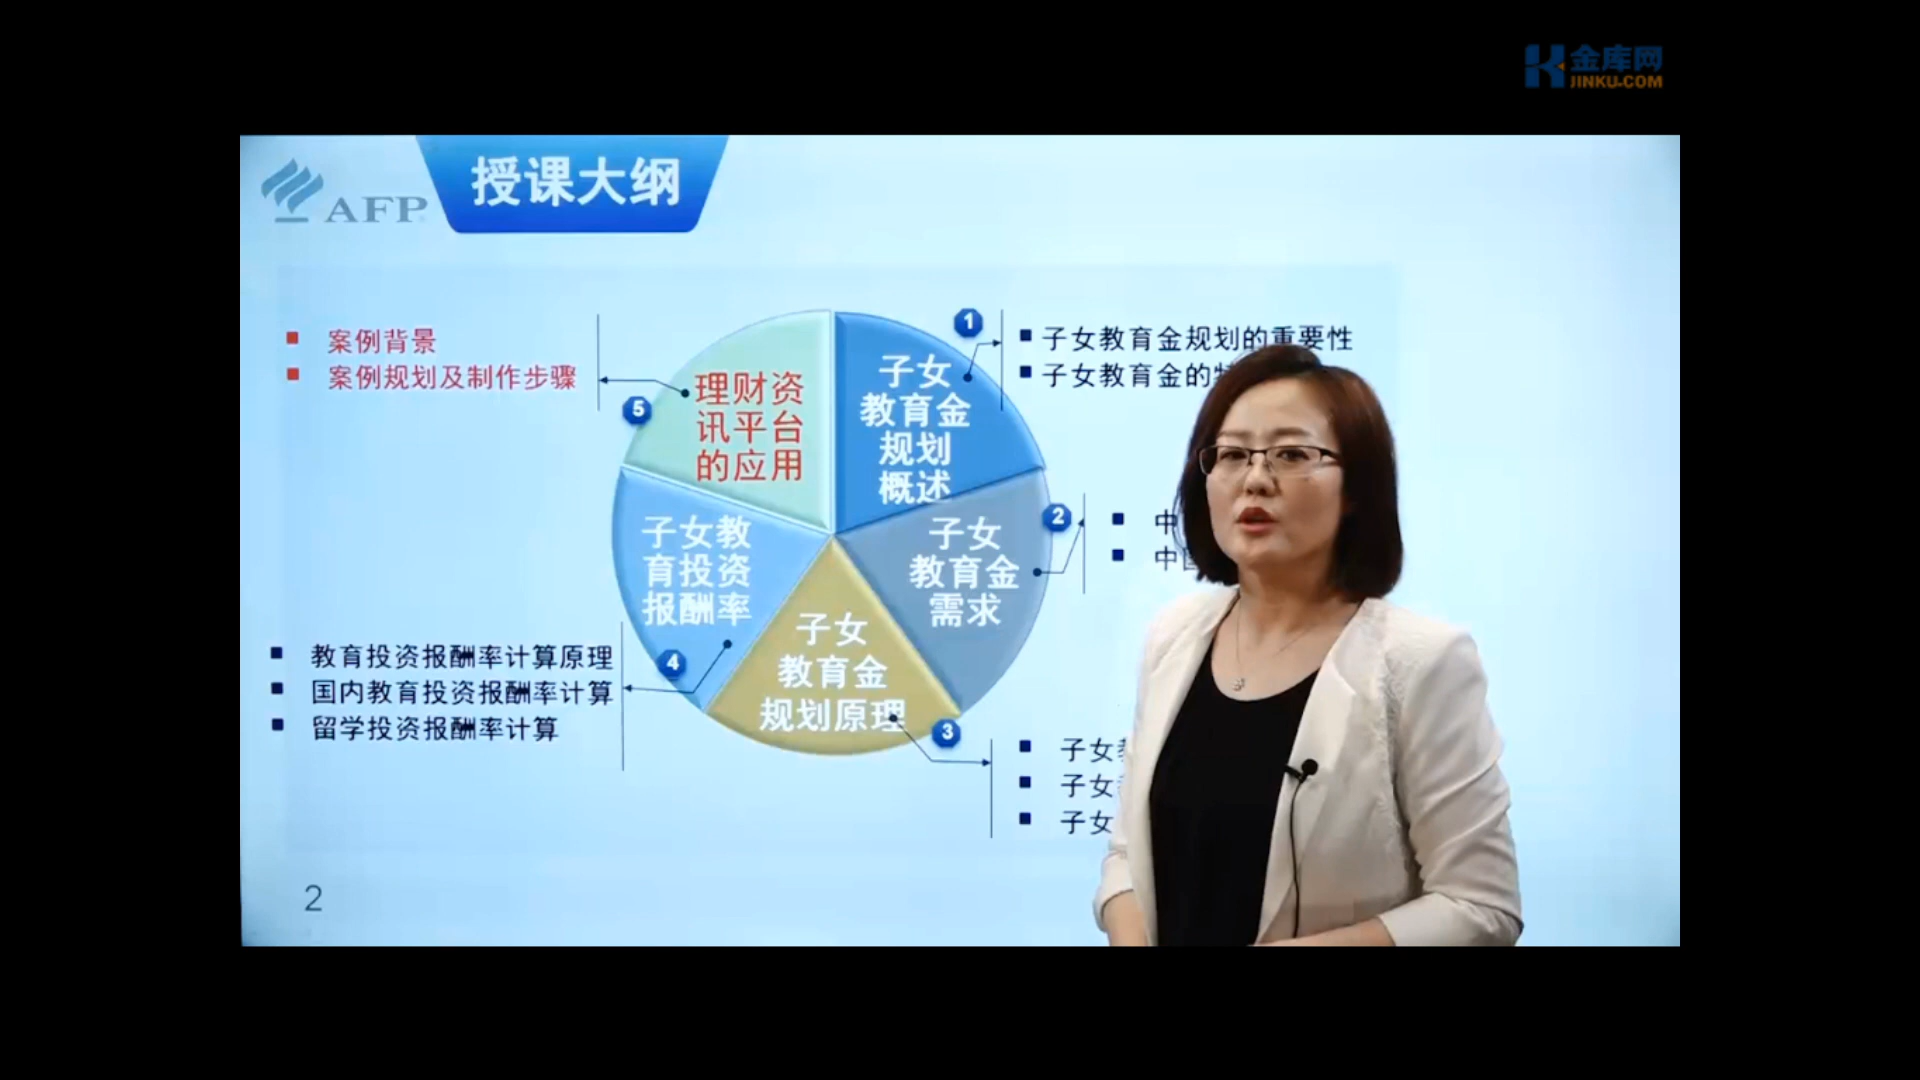 金库网
JINKU.COM
AFP
授课大纲
案例背景
案例规划及制作步骤
5
理财资
讯平台
的应用
1
子女教育金规划的重要性
子女教育金的
子女
教育金
规划
概述
2
中
中
子女
教育金
需求
子女教
育投资
报酬率
4
教育投资报酬率计算原理
国内教育投资报酬率计算
留学投资报酬率计算
子女
教育金
规划原理
3
子女
子女
子女
2